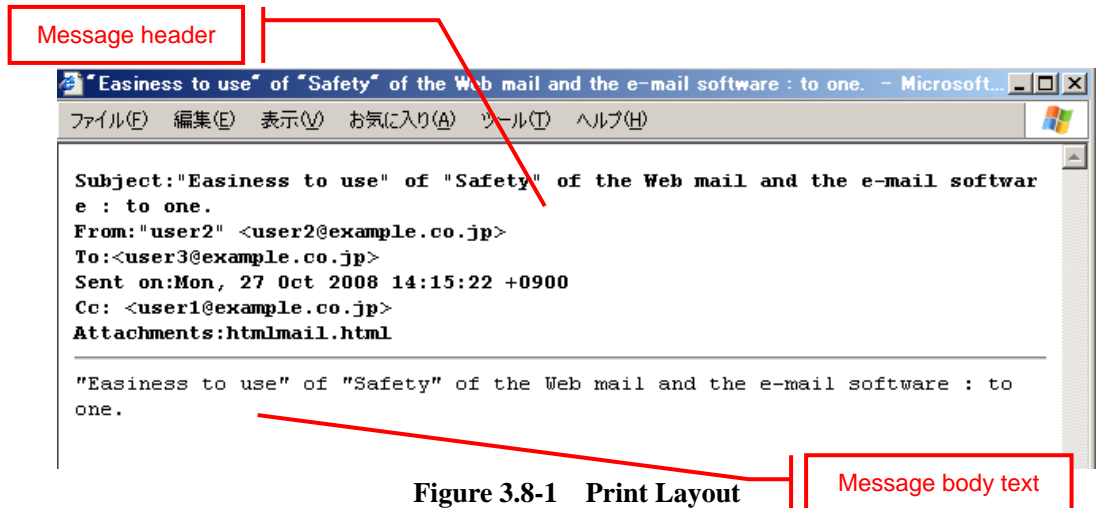 Message header
"Easiness to use" of "Safety" of the Web mail and the e-mail software : to one. - Microsoft...
ファイル(F) 編集(E) 表示(V) お気に入り(A) ツール(T) ヘルプ(H)
Subject:"Easiness to use" of "Safety" of the Web mail and the e-mail softwar
e : to one.
From:"user2" <user2@example.co.jp>
To:<user3@example.co.jp>
Sent on:Mon, 27 Oct 2008 14:15:22 +0900
Cc: <user1@example.co.jp>
Attachments:htmlmail.html
"Easiness to use" of "Safety" of the Web mail and the e-mail software : to
one.
Message body text
Figure 3.8-1 Print Layout